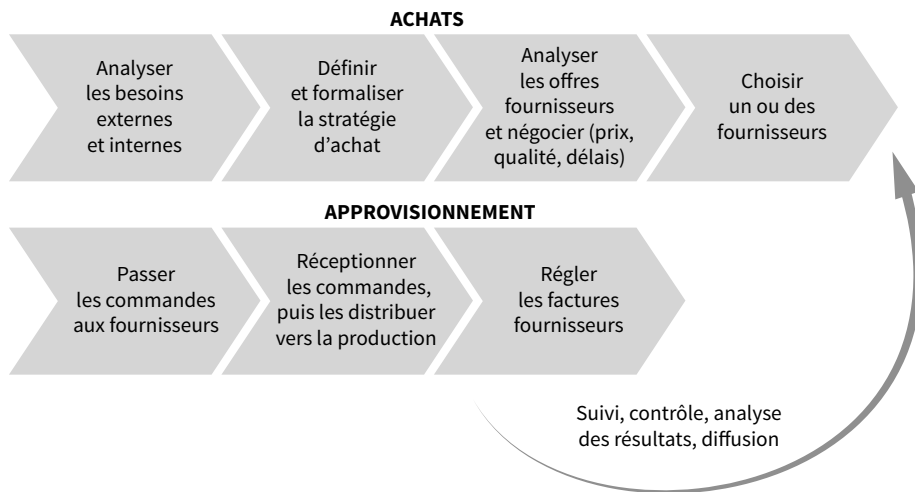 ACHATS
Analyser
les besoins
externes
et internes
Définir
et formaliser
la stratégie
d’achat
Analyser
les offres
fournisseurs
et négocier (prix,
qualité, délais)
Choisir
un ou des
fournisseurs
APPROVISIONNEMENT
Passer
les commandes
aux fournisseurs
Réceptionner
les commandes,
puis les distribuer
vers la production
Régler
les factures
fournisseurs
Suivi, contrôle, analyse
des résultats, diffusion